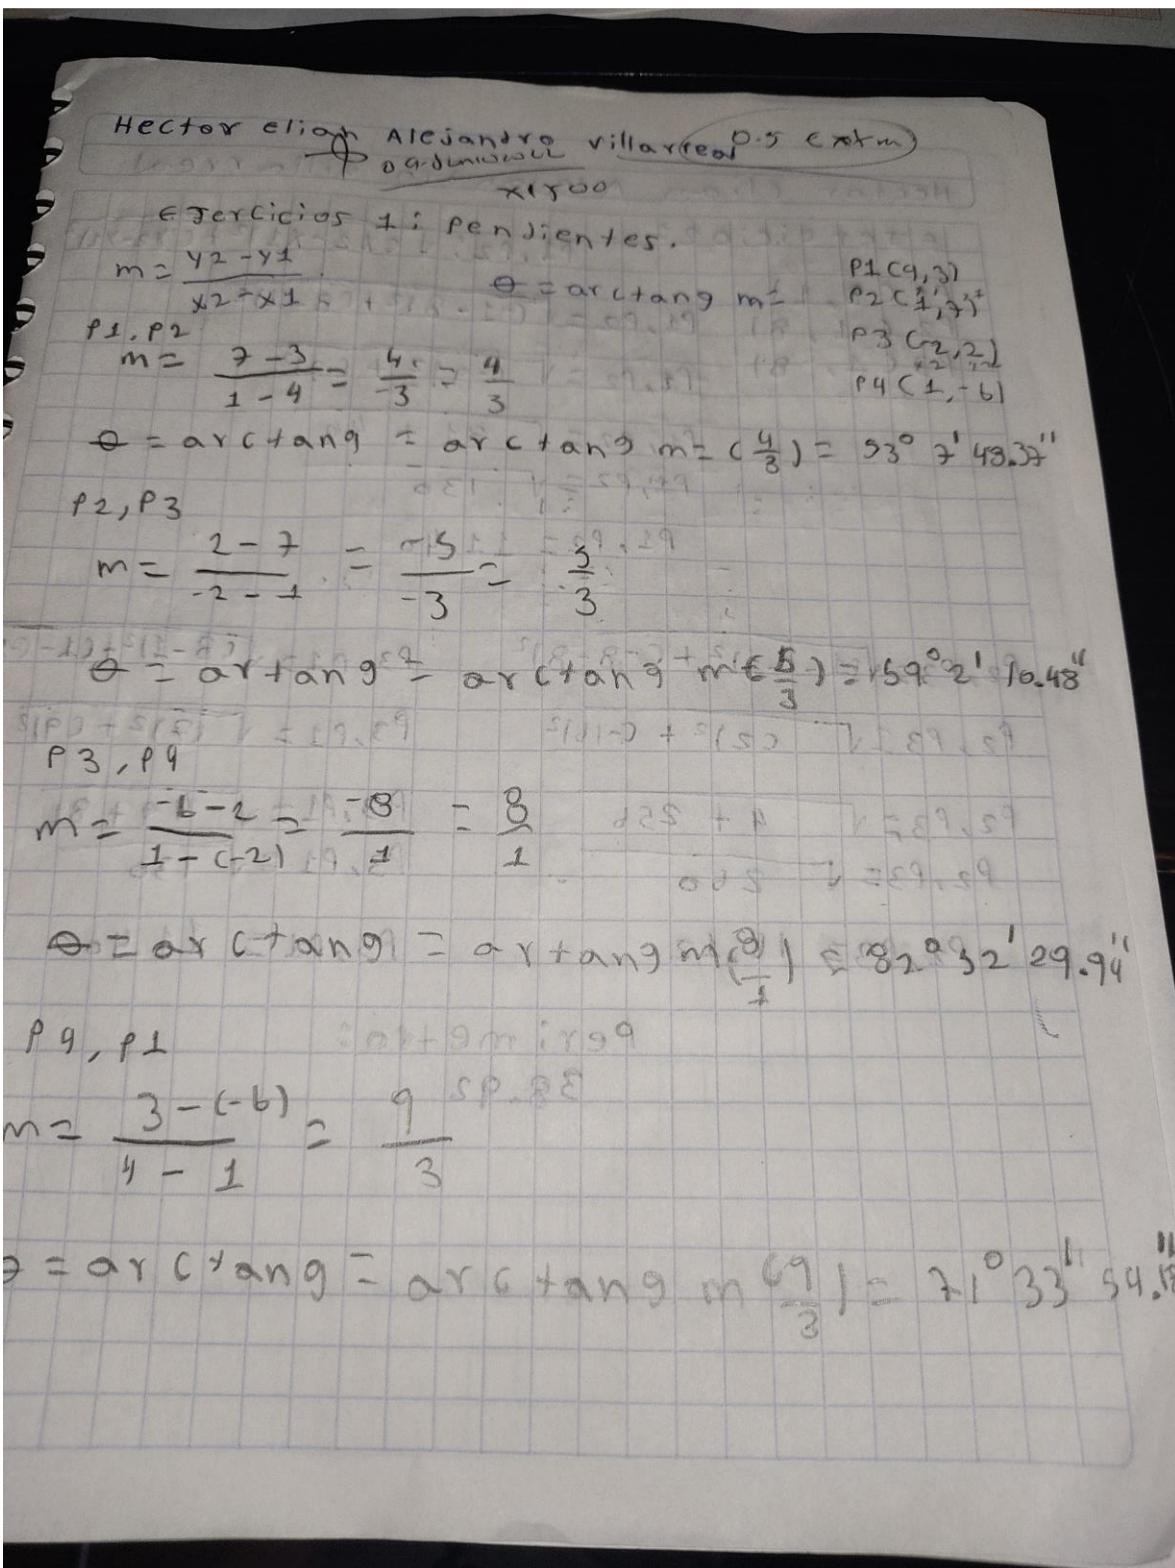 Hector elian Alejandro villarreal 0.5 extra
Ejercicios 1: Pendientes.
m = y2 - y1 / x2 - x1
θ = arctang m =
P1(4,3)
P2(1,7)
P3(-2,2)
P4(1,-6)
P1, P2
m = 7-3 / 1-4 = 4 / 3 = 4 / 3
θ = arctang = arctang m = (4/3) = 53° 7' 48.37"
P2, P3
m = 2-7 / -2-1 = -5 / -3 = 5 / 3
θ = artang = arctang m (5/3) = 59° 2' 10.48"
P3, P4
m = -6-2 / 1-(-2) = -8 / 1 = 8 / 1
θ = arctang = artang m (8/1) = 82° 52' 29.94"
P4, P1
m = 3-(-6) / 4-1 = 9 / 3
θ = arctang = arctang m (9/3) = 71° 33' 54.